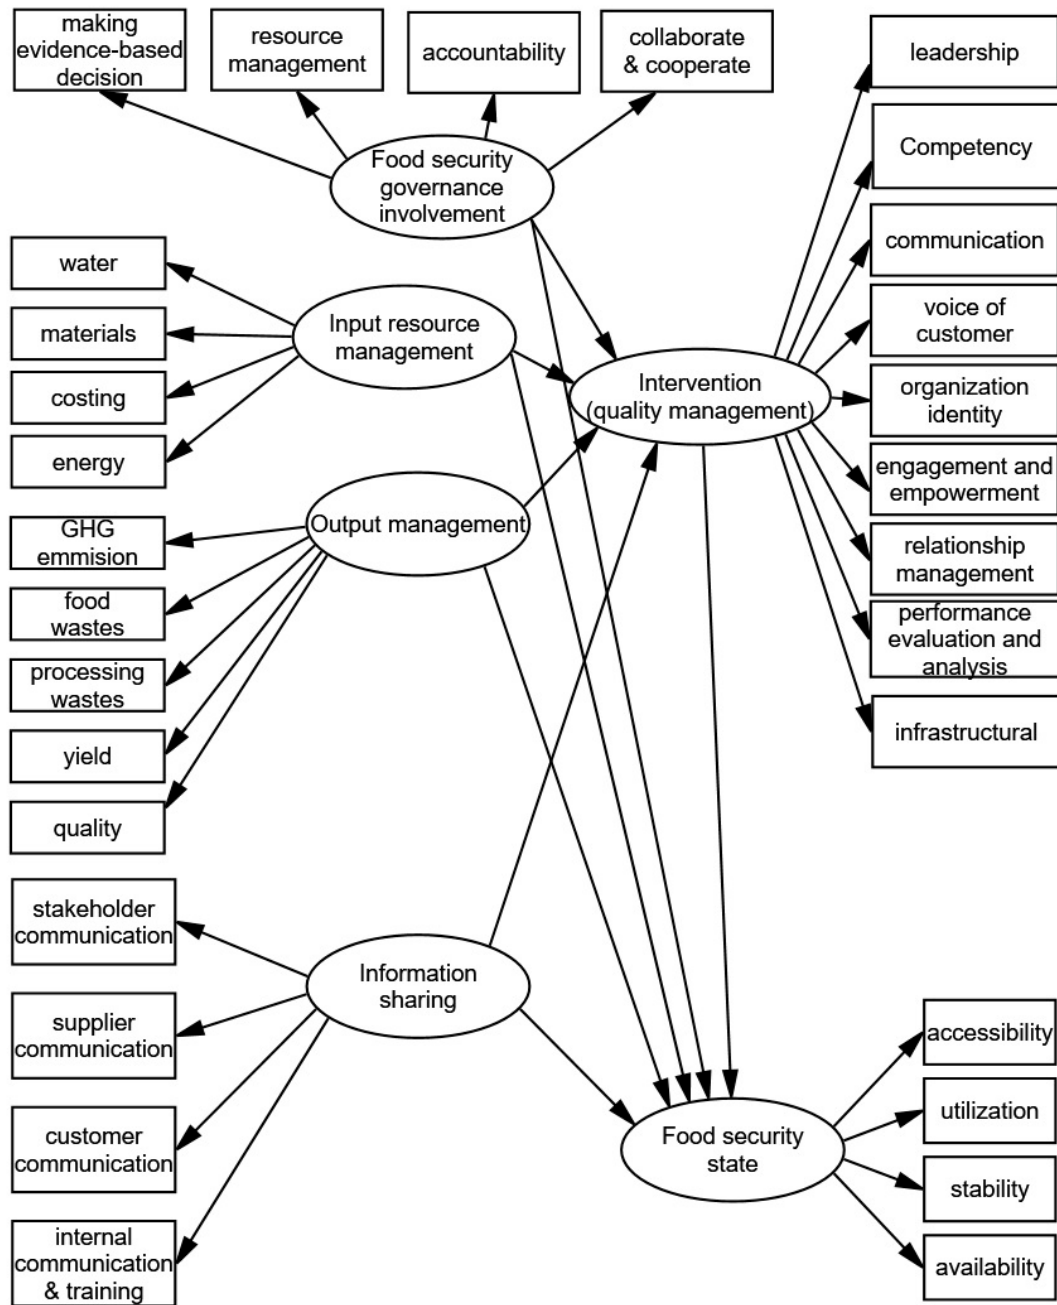 making
evidence-based
decision
resource
management
accountability
collaborate
& cooperate
leadership
Food security
governance
involvement
Competency
water
communication
materials
Input resource
management
voice of
customer
costing
Intervention
(quality management)
organization
identity
energy
engagement and
empowerment
GHG
emmision
Output management
relationship
management
food
wastes
performance
evaluation and
analysis
processing
wastes
infrastructural
yield
quality
stakeholder
communication
Information
sharing
supplier
communication
accessibility
customer
communication
utilization
Food security
state
stability
internal
communication
& training
availability